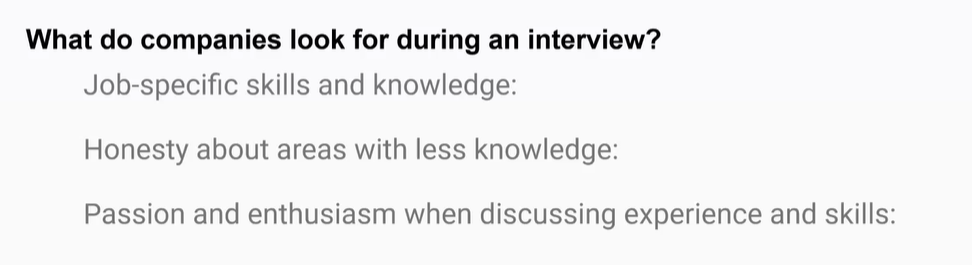 What do companies look for during an interview?
Job-specific skills and knowledge:
Honesty about areas with less knowledge:
Passion and enthusiasm when discussing experience and skills: